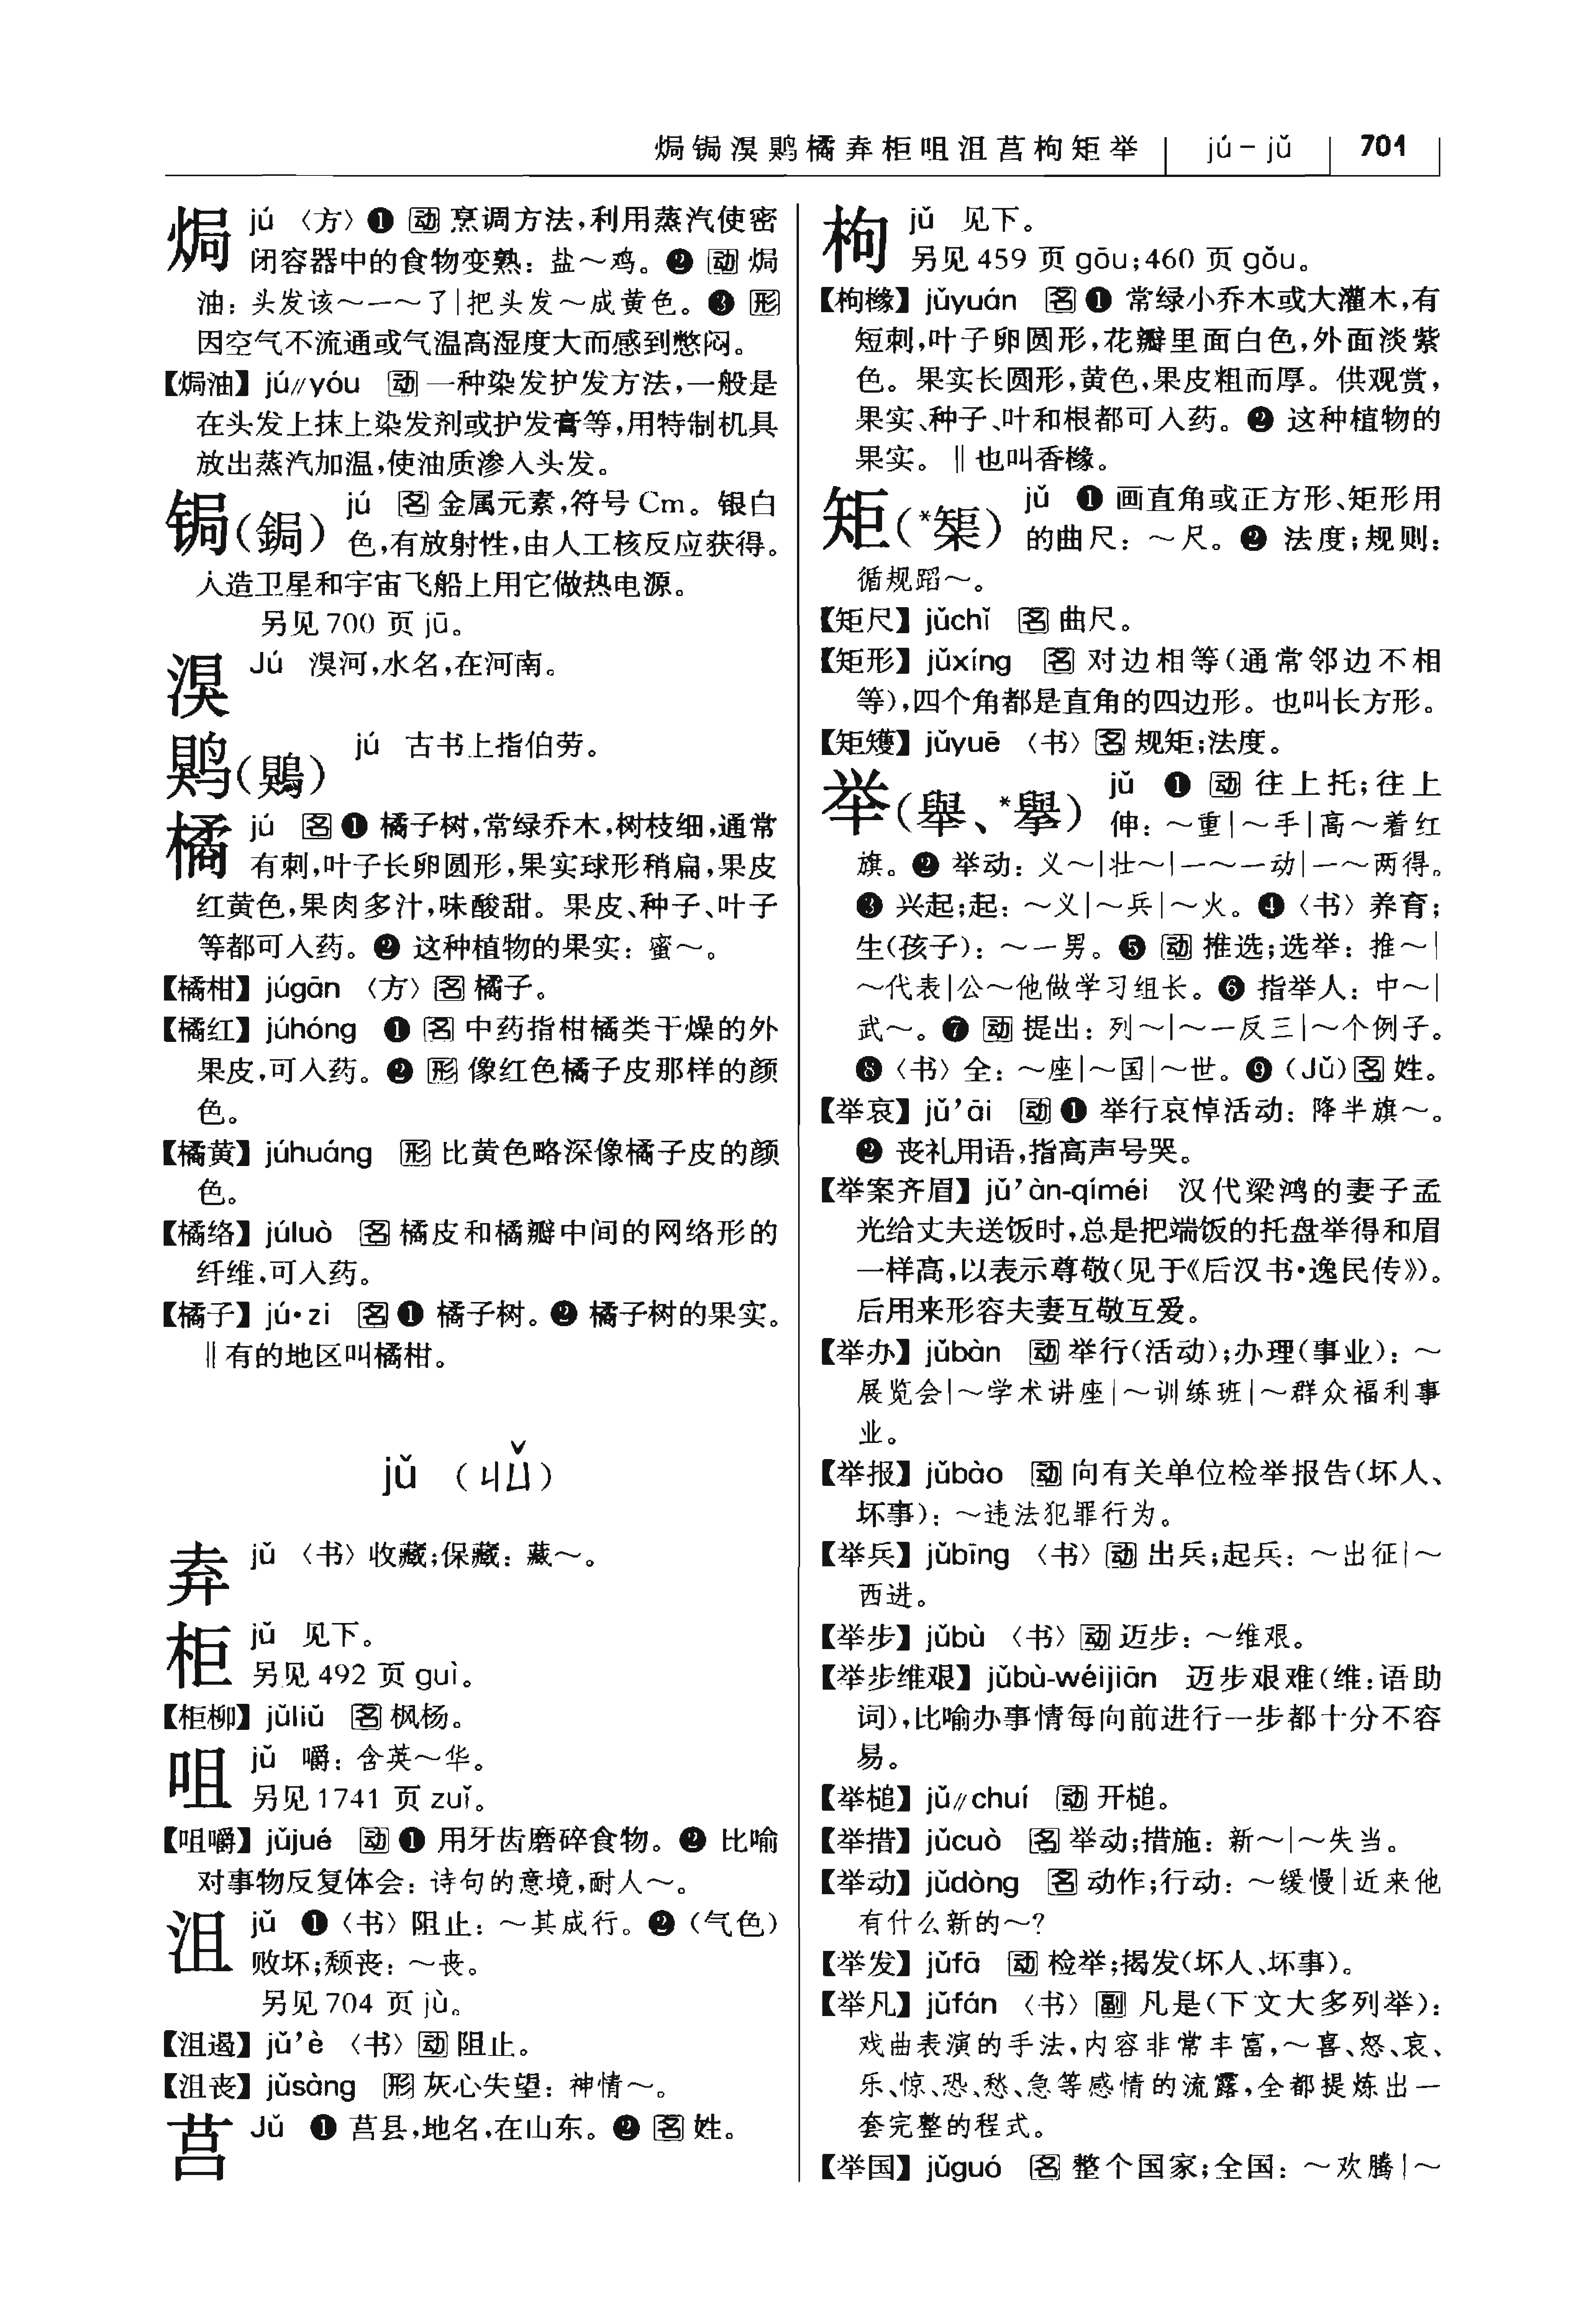 焗锔湨䴗橘弆柜咀沮莒枸矩举 jú－jǔ 701
焗 jú 〈方〉❶ 动 烹调方法,利用蒸汽使密
闭容器中的食物变熟：盐～鸡。❷ 动 焗
油：头发该～一～了|把头发～成黄色。❸ 形
因空气不流通或气温高湿度大而感到憋闷。
【焗油】jú//yóu 动 一种染发护发方法,一般是
在头发上抹上染发剂或护发膏等,用特制机具
放出蒸汽加温,使油质渗入头发。
锔(鋦) jú 名 金属元素,符号 Cm。银白
色,有放射性,由人工核反应获得。
人造卫星和宇宙飞船上用它做热电源。
另见 700 页 jū。
湨 Jú 湨河,水名,在河南。
䴗(鶪) jú 古书上指伯劳。
橘 jú 名 ❶ 橘子树,常绿乔木,树枝细,通常
有刺,叶子长卵圆形,果实球形稍扁,果皮
红黄色,果肉多汁,味酸甜。果皮、种子、叶子
等都可入药。❷ 这种植物的果实：蜜～。
【橘柑】júgān 〈方〉名 橘子。
【橘红】júhóng ❶ 名 中药指柑橘类干燥的外
果皮,可入药。❷ 形 像红色橘子皮那样的颜
色。
【橘黄】júhuáng 形 比黄色略深像橘子皮的颜
色。
【橘络】júluò 名 橘皮和橘瓣中间的网络形的
纤维,可入药。
【橘子】jú·zi 名 ❶ 橘子树。❷ 橘子树的果实。
‖有的地区叫橘柑。
jǔ (ㄐㄩˇ)
弆 jǔ 〈书〉收藏;保藏：藏～。
柜 jǔ 见下。
另见 492 页 guì。
【柜柳】jǔliǔ 名 枫杨。
咀 jǔ 嚼：含英～华。
另见 1741 页 zuǐ。
【咀嚼】jǔjué 动 ❶ 用牙齿磨碎食物。❷ 比喻
对事物反复体会：诗句的意境,耐人～。
沮 jǔ ❶〈书〉阻止：～其成行。❷（气色）
败坏;颓丧：～丧。
另见 704 页 jù。
【沮遏】jǔ'è 〈书〉动 阻止。
【沮丧】jǔsàng 形 灰心失望：神情～。
莒 Jǔ ❶ 莒县,地名,在山东。❷ 名 姓。
枸 jǔ 见下。
另见 459 页 gōu;460 页 gǒu。
【枸橼】jǔyuán 名 ❶ 常绿小乔木或大灌木,有
短刺,叶子卵圆形,花瓣里面白色,外面淡紫
色。果实长圆形,黄色,果皮粗而厚。供观赏,
果实、种子、叶和根都可入药。❷ 这种植物的
果实。‖也叫香橼。
矩(*榘) jǔ ❶ 画直角或正方形、矩形用
的曲尺：～尺。❷ 法度;规则：
循规蹈～。
【矩尺】jǔchǐ 名 曲尺。
【矩形】jǔxíng 名 对边相等(通常邻边不相
等),四个角都是直角的四边形。也叫长方形。
【矩矱】jǔyuē 〈书〉名 规矩;法度。
举(舉、*擧) jǔ ❶ 动 往上托;往上
伸：～重|～手|高～着红
旗。❷ 举动：义～|壮～|一～一动|一～两得。
❸ 兴起;起：～义|～兵|～火。❹〈书〉养育;
生(孩子)：～一男。❺ 动 推选;选举：推～|
～代表|公～他做学习组长。❻ 指举人：中～|
武～。❼ 动 提出：列～|～一反三|～个例子。
❽〈书〉全：～座|～国|～世。❾（Jǔ）名 姓。
【举哀】jǔ'āi 动 ❶ 举行哀悼活动：降半旗～。
❷ 丧礼用语,指高声号哭。
【举案齐眉】jǔ'àn-qíméi 汉代梁鸿的妻子孟
光给丈夫送饭时,总是把端饭的托盘举得和眉
一样高,以表示尊敬(见于《后汉书·逸民传》)。
后用来形容夫妻互敬互爱。
【举办】jǔbàn 动 举行(活动);办理(事业)：～
展览会|～学术讲座|～训练班|～群众福利事
业。
【举报】jǔbào 动 向有关单位检举报告(坏人、
坏事)：～违法犯罪行为。
【举兵】jǔbīng 〈书〉动 出兵;起兵：～出征|～
西进。
【举步】jǔbù 〈书〉动 迈步：～维艰。
【举步维艰】jǔbù-wéijiān 迈步艰难(维：语助
词),比喻办事情每向前进行一步都十分不容
易。
【举槌】jǔ//chuí 动 开槌。
【举措】jǔcuò 名 举动;措施：新～|～失当。
【举动】jǔdòng 名 动作;行动：～缓慢|近来他
有什么新的～?
【举发】jǔfā 动 检举;揭发(坏人、坏事)。
【举凡】jǔfán 〈书〉副 凡是(下文大多列举)：
戏曲表演的手法,内容非常丰富,～喜、怒、哀、
乐、惊、恐、愁、急等感情的流露,全都提炼出一
套完整的程式。
【举国】jǔguó 名 整个国家;全国：～欢腾|～